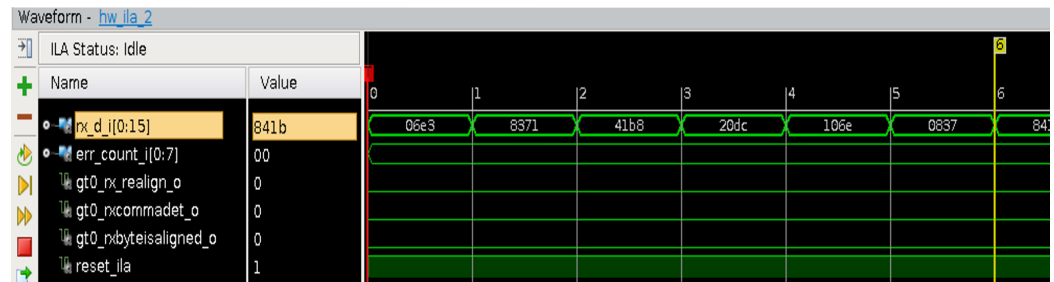 Waveform - hw_ila_2
ILA Status: Idle
6
Name Value
0 1 2 3 4 5 6
rx_d_i[0:15] 841b 06e3 8371 41b8 20dc 106e 0837 841
err_count_i[0:7] 00
gt0_rx_realign_o 0
gt0_rxcommadet_o 0
gt0_rxbyteisaligned_o 0
reset_ila 1